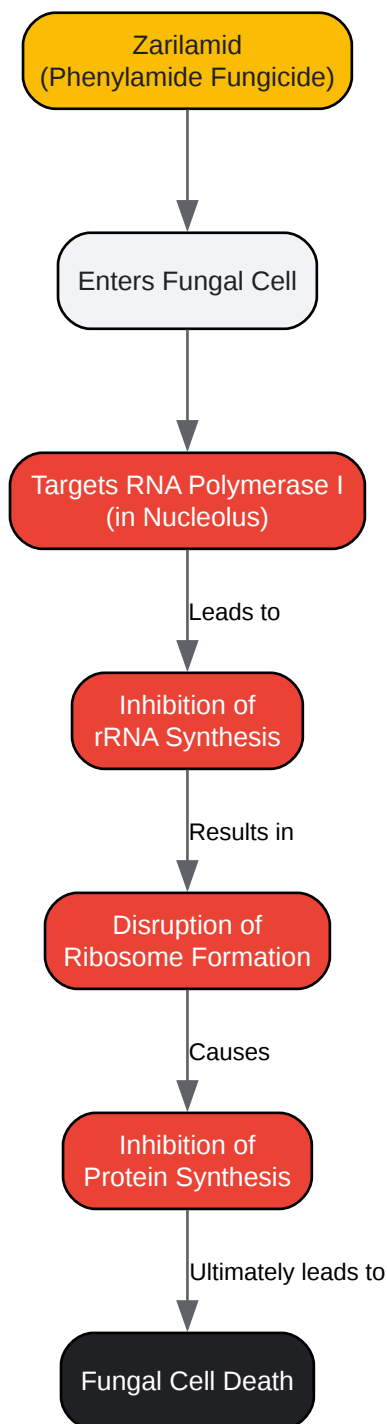 Zarilamid
(Phenylamide Fungicide)
Enters Fungal Cell
Targets RNA Polymerase I
(in Nucleolus)
Leads to
Inhibition of
rRNA Synthesis
Results in
Disruption of
Ribosome Formation
Causes
Inhibition of
Protein Synthesis
Ultimately leads to
Fungal Cell Death